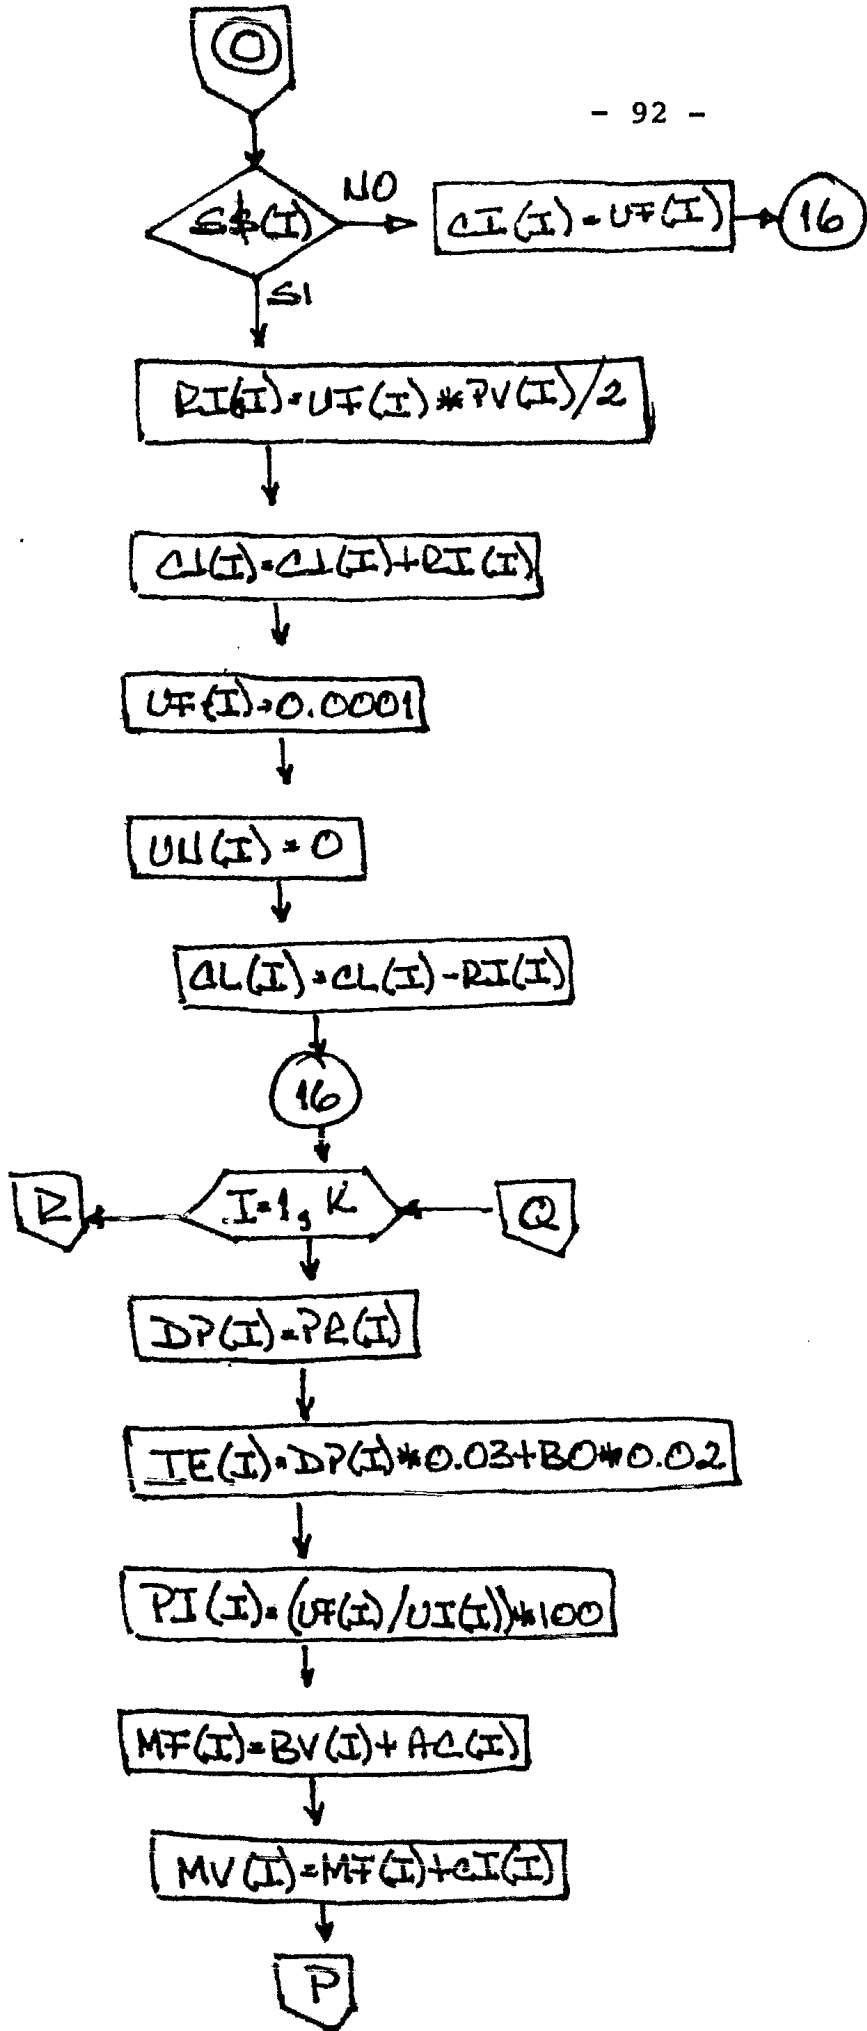 O
- 92 -
S$(I)
NO
CI(I)=UF(I)
16
SI
RI(I)=UF(I)*PV(I)/2
CI(I)=CI(I)+RI(I)
UF(I)=0.0001
UN(I)=0
CL(I)=CL(I)-RI(I)
16
R
I=1, K
Q
DP(I)=PR(I)
IE(I)=DP(I)*0.03+BO*0.02
PI(I)=(UF(I)/UI(I))*100
MF(I)=BV(I)+AC(I)
MV(I)=MF(I)+CI(I)
P